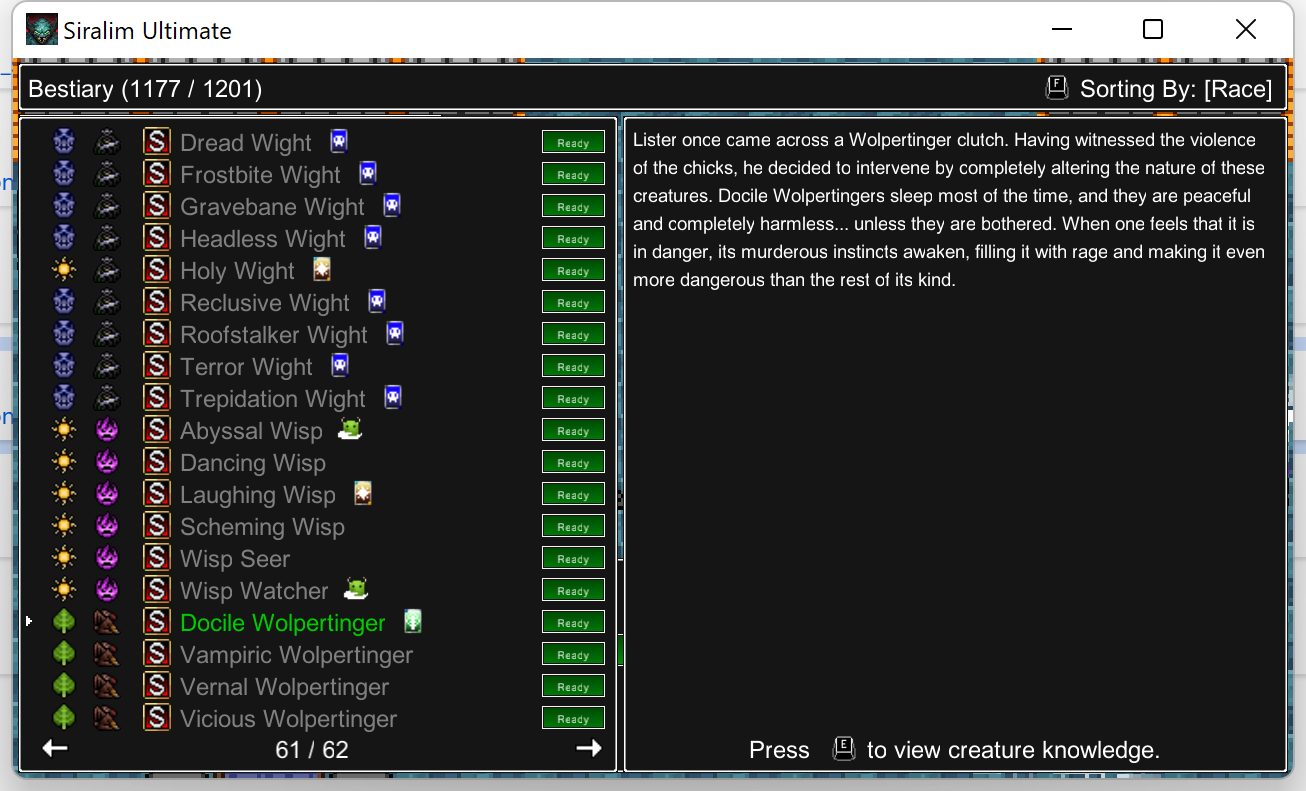 Siralim Ultimate
Bestiary (1177 / 1201)
F Sorting By: [Race]
S Dread Wight Ready
S Frostbite Wight Ready
S Gravebane Wight Ready
S Headless Wight Ready
S Holy Wight Ready
S Reclusive Wight Ready
S Roofstalker Wight Ready
S Terror Wight Ready
S Trepidation Wight Ready
S Abyssal Wisp Ready
S Dancing Wisp Ready
S Laughing Wisp Ready
S Scheming Wisp Ready
S Wisp Seer Ready
S Wisp Watcher Ready
S Docile Wolpertinger Ready
S Vampiric Wolpertinger Ready
S Vernal Wolpertinger Ready
S Vicious Wolpertinger Ready
61 / 62
Lister once came across a Wolpertinger clutch. Having witnessed the violence
of the chicks, he decided to intervene by completely altering the nature of these
creatures. Docile Wolpertingers sleep most of the time, and they are peaceful
and completely harmless... unless they are bothered. When one feels that it is
in danger, its murderous instincts awaken, filling it with rage and making it even
more dangerous than the rest of its kind.
Press E to view creature knowledge.